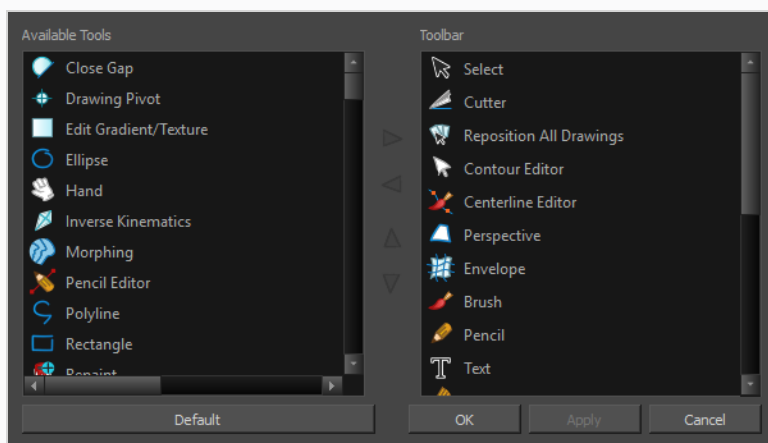 Available Tools
Close Gap
Drawing Pivot
Edit Gradient/Texture
Ellipse
Hand
Inverse Kinematics
Morphing
Pencil Editor
Polyline
Rectangle
Repaint
Default
Toolbar
Select
Cutter
Reposition All Drawings
Contour Editor
Centerline Editor
Perspective
Envelope
Brush
Pencil
Text
OK
Apply
Cancel